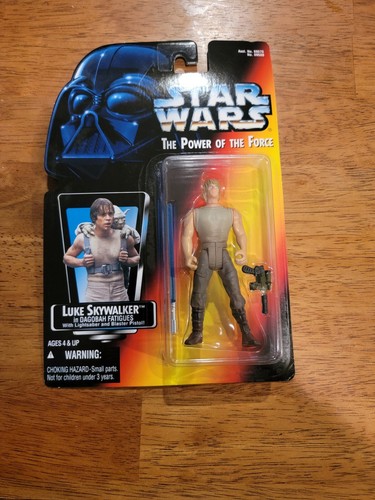 STAR
WARS
THE POWER OF THE FORCE
LUKE SKYWALKER™
in DAGOBAH FATIGUES
With Lightsaber and Blaster Pistol!
AGES 4 & UP
WARNING:
CHOKING HAZARD-Small parts.
Not for children under 3 years.